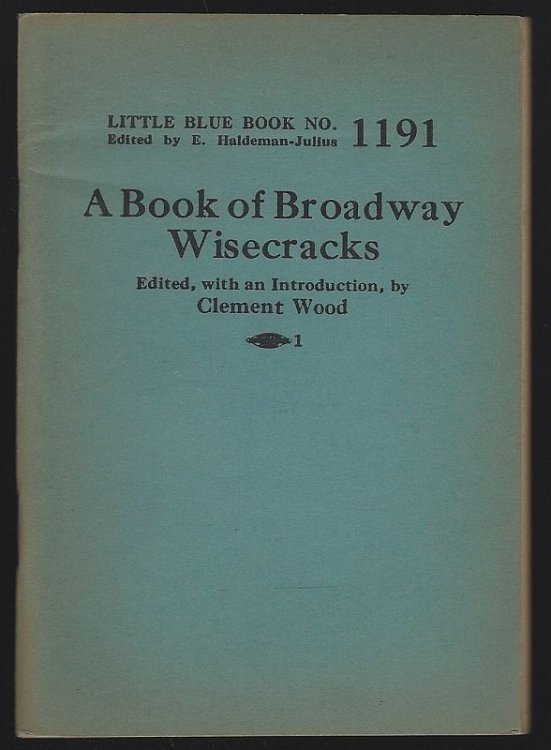 LITTLE BLUE BOOK NO. 1191
Edited by E. Haldeman-Julius
A Book of Broadway
Wisecracks
Edited, with an Introduction, by
Clement Wood
1